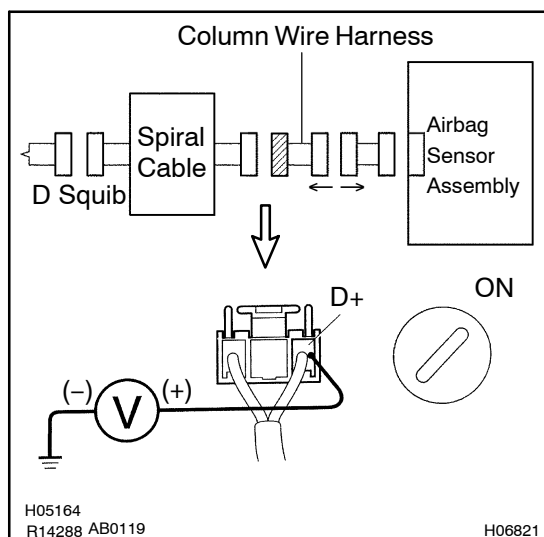 Column Wire Harness
Spiral
Cable
Airbag
Sensor
Assembly
D Squib
D+
ON
(−)
V
(+)
H05164
R14288 AB0119
H06821